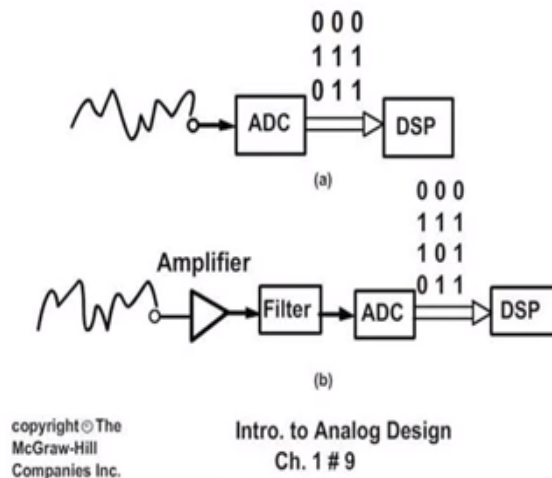 0 0 0
1 1 1
0 1 1
ADC
DSP
(a)
0 0 0
1 1 1
1 0 1
0 1 1
Amplifier
Filter
ADC
DSP
(b)
copyright © The
McGraw-Hill
Companies Inc.
Intro. to Analog Design
Ch. 1 # 9